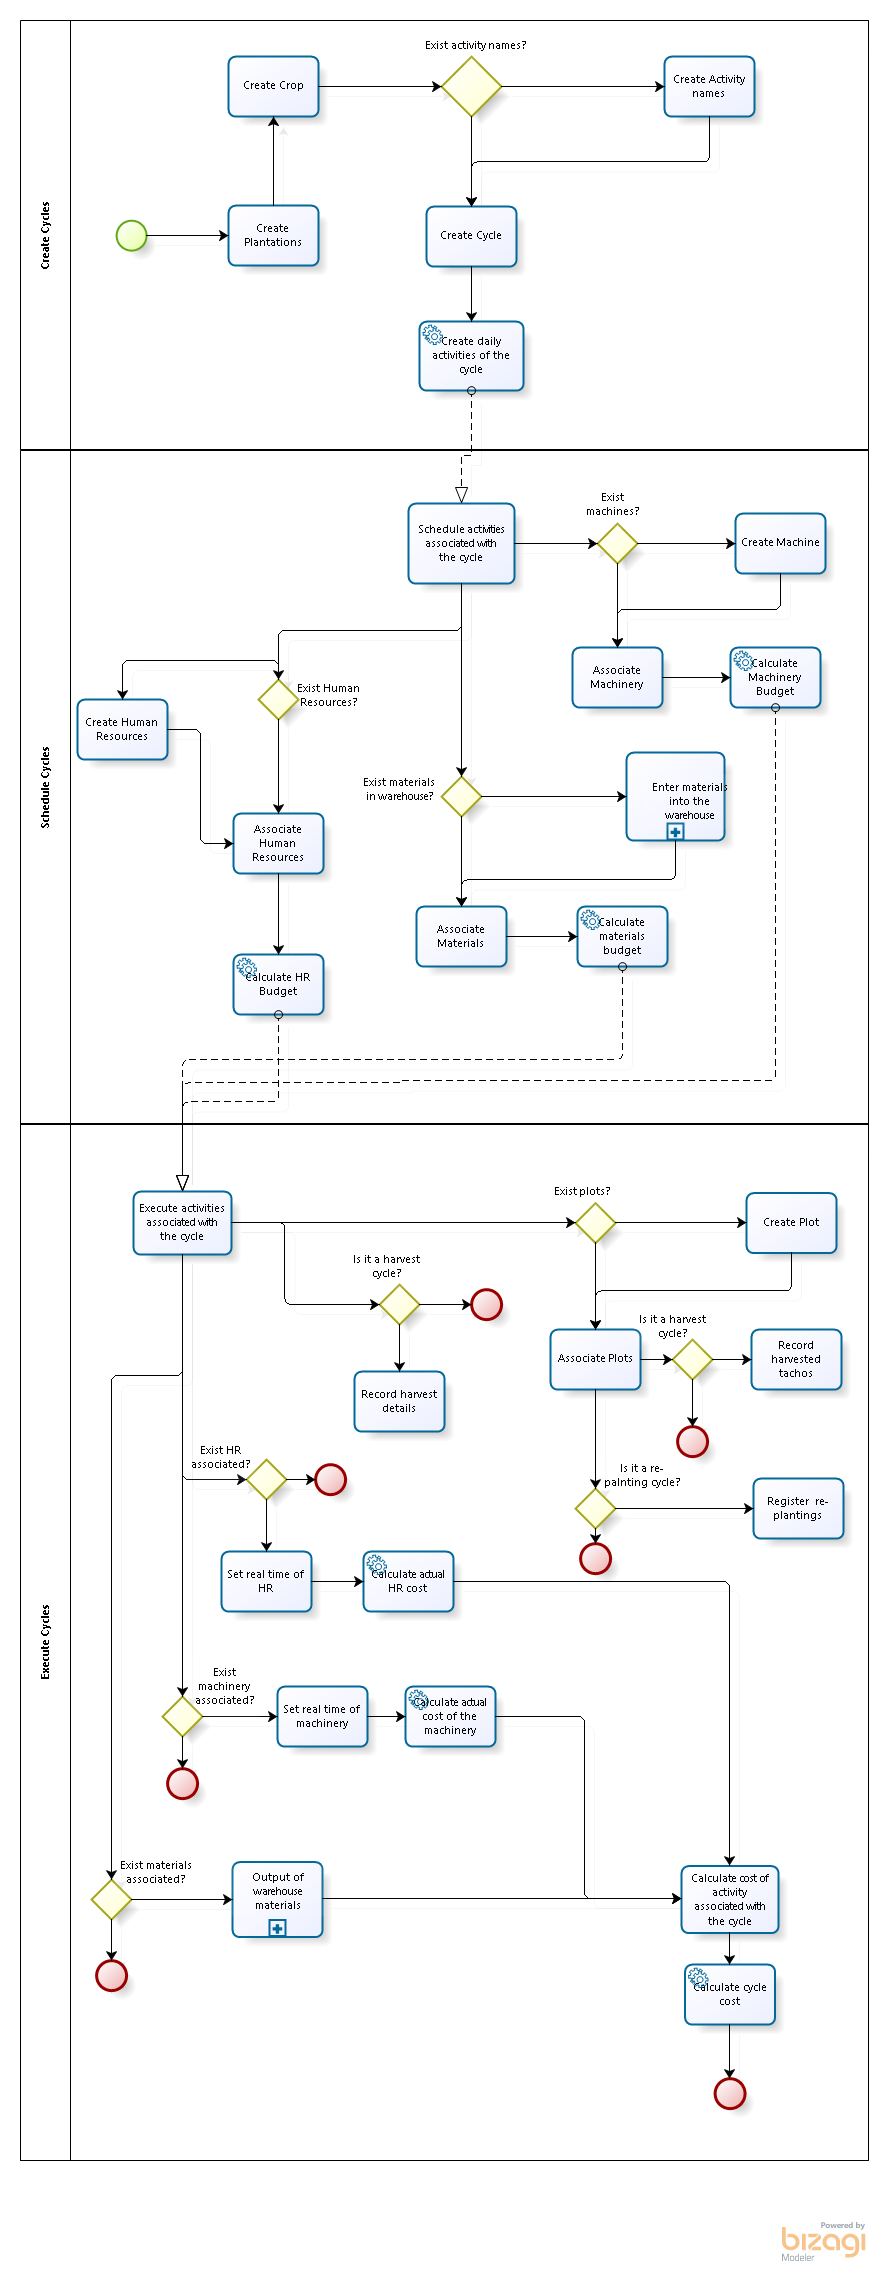 Create Cycles
Exist activity names?
Create Crop
Create Activity
names
Create
Plantations
Create Cycle
Create daily
activities of the
cycle
Schedule Cycles
Schedule activities
associated with
the cycle
Exist
machines?
Create Machine
Associate
Machinery
Calculate
Machinery
Budget
Exist Human
Resources?
Create Human
Resources
Exist materials
in warehouse?
Enter materials
into the
warehouse
Associate
Human
Resources
Associate
Materials
Calculate
materials
budget
Calculate HR
Budget
Execute Cycles
Execute activities
associated with
the cycle
Exist plots?
Create Plot
Is it a harvest
cycle?
Record harvest
details
Associate Plots
Is it a harvest
cycle?
Record
harvested
tachos
Exist HR
associated?
Is it a re-
palnting cycle?
Register re-
plantings
Set real time of
HR
Calculate actual
HR cost
Exist
machinery
associated?
Set real time of
machinery
Calculate actual
cost of the
machinery
Exist materials
associated?
Output of
warehouse
materials
Calculate cost of
activity
associated with
the cycle
Calculate cycle
cost
Powered by
bizagi
Modeler